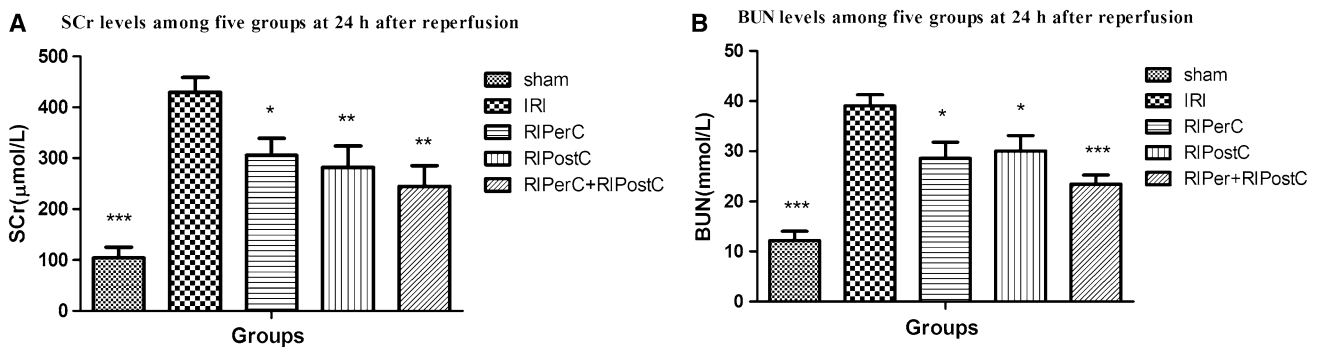 A SCr levels among five groups at 24 h after reperfusion
500
400
300
200
100
0
SCr(μmol/L)
***
*
**
**
Groups
sham
IRI
RIPerC
RIPostC
RIPerC+RIPostC
B BUN levels among five groups at 24 h after reperfusion
50
40
30
20
10
0
BUN(mmol/L)
***
*
*
***
Groups
sham
IRI
RIPerC
RIPostC
RIPer+RIPostC